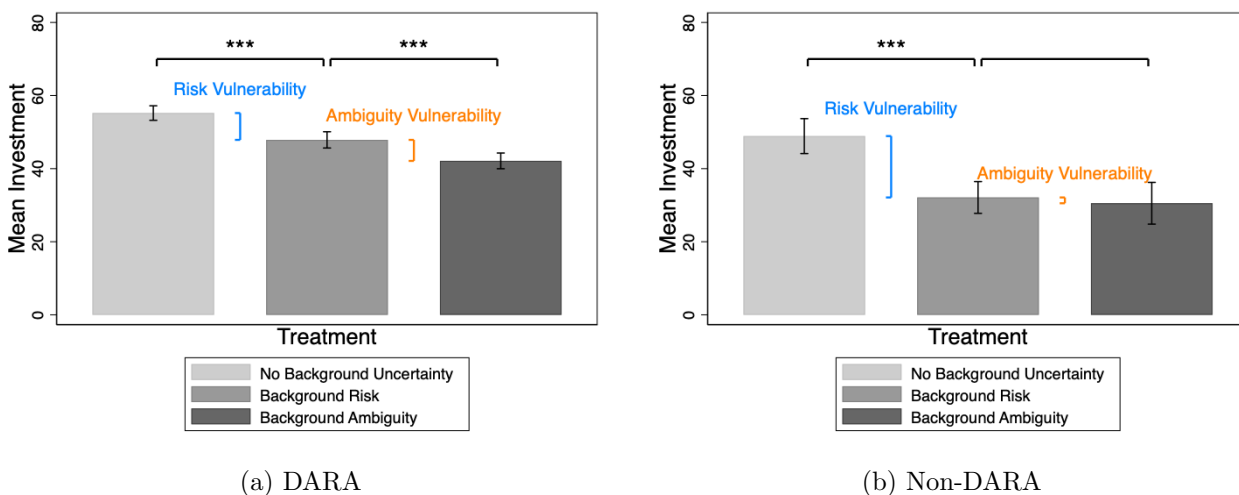 80
60
40
20
0
Mean Investment
***
***
Risk Vulnerability
Ambiguity Vulnerability
Treatment
No Background Uncertainty
Background Risk
Background Ambiguity
(a) DARA
80
60
40
20
0
Mean Investment
***
Risk Vulnerability
Ambiguity Vulnerability
Treatment
No Background Uncertainty
Background Risk
Background Ambiguity
(b) Non-DARA